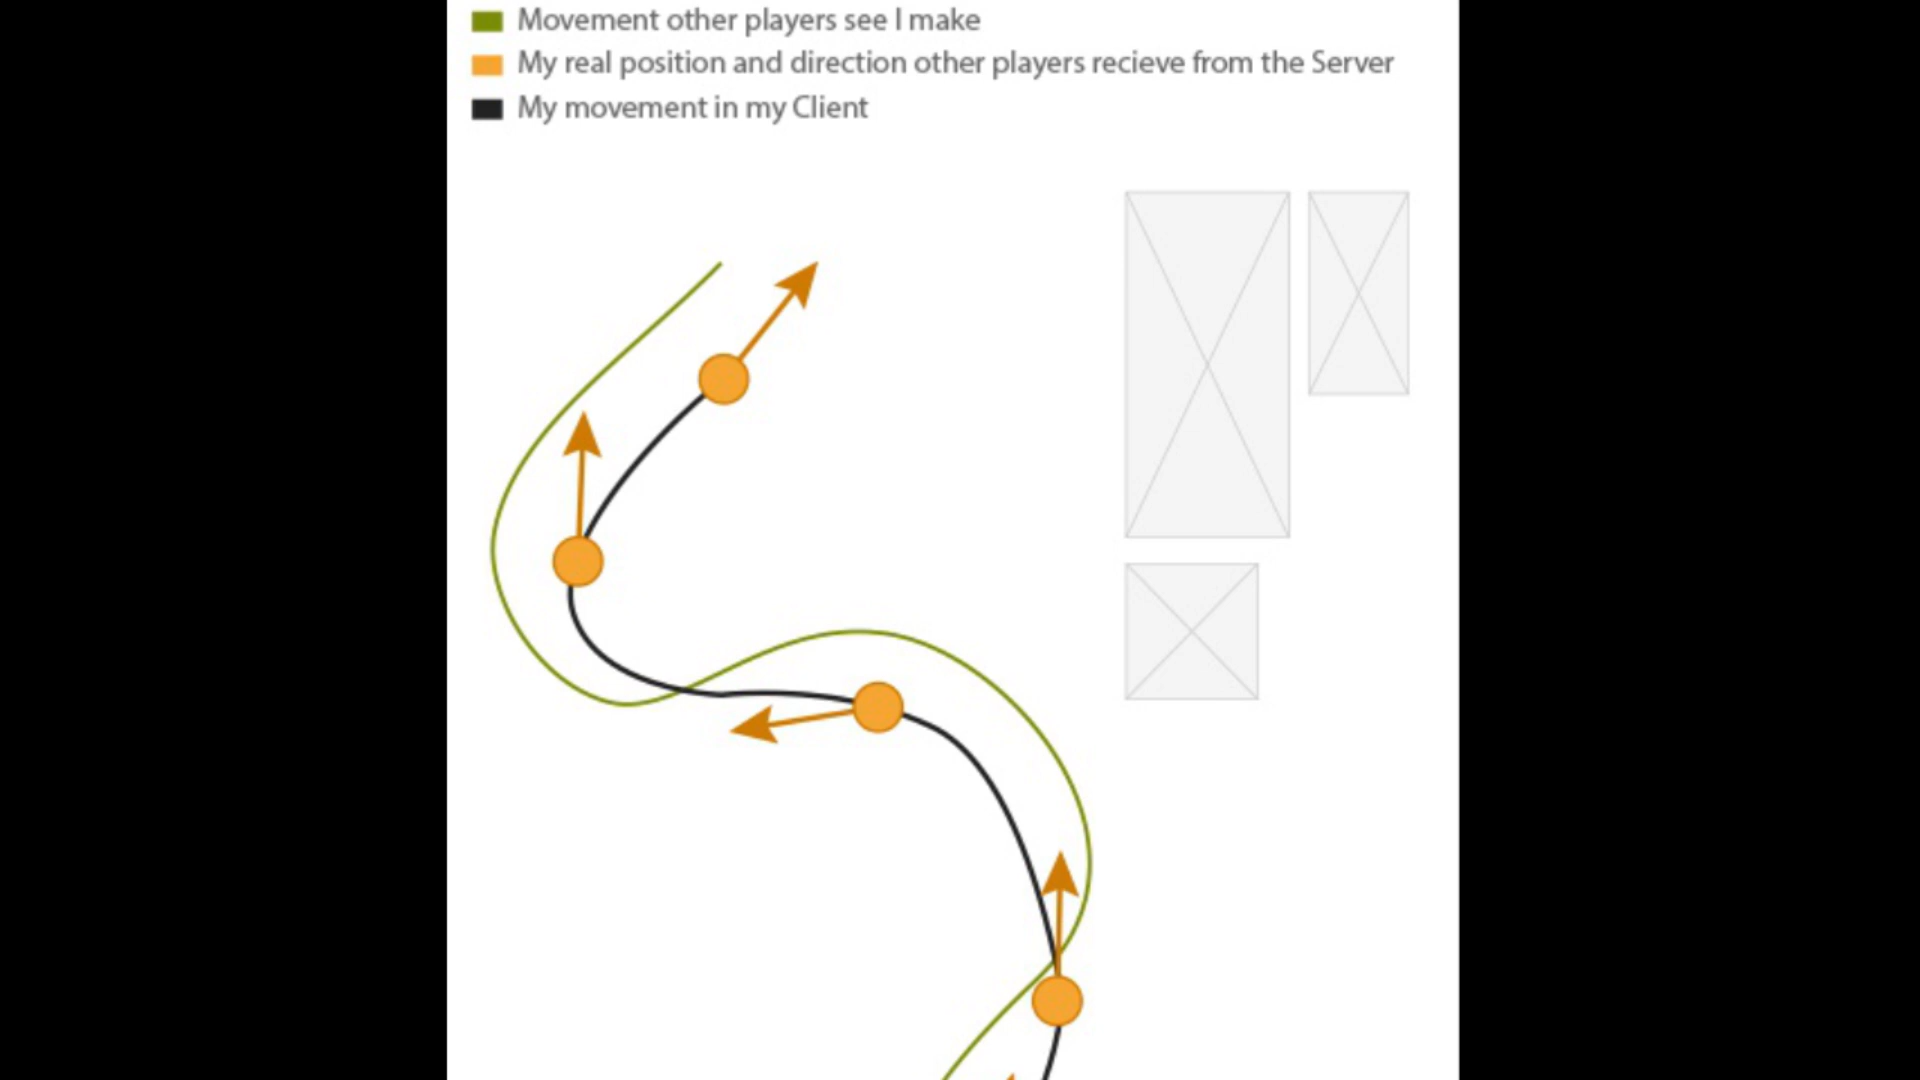 Movement other players see I make
My real position and direction other players recieve from the Server
My movement in my Client